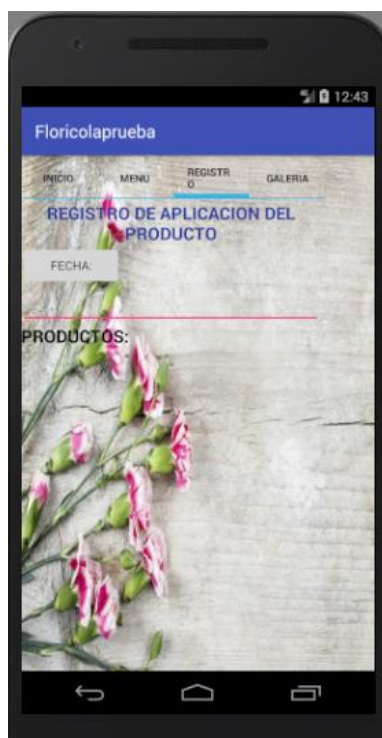 12:43
Floricolaprueba
INICIO MENU REGISTR
O GALERIA
REGISTRO DE APLICACION DEL
PRODUCTO
FECHA:
PRODUCTOS: